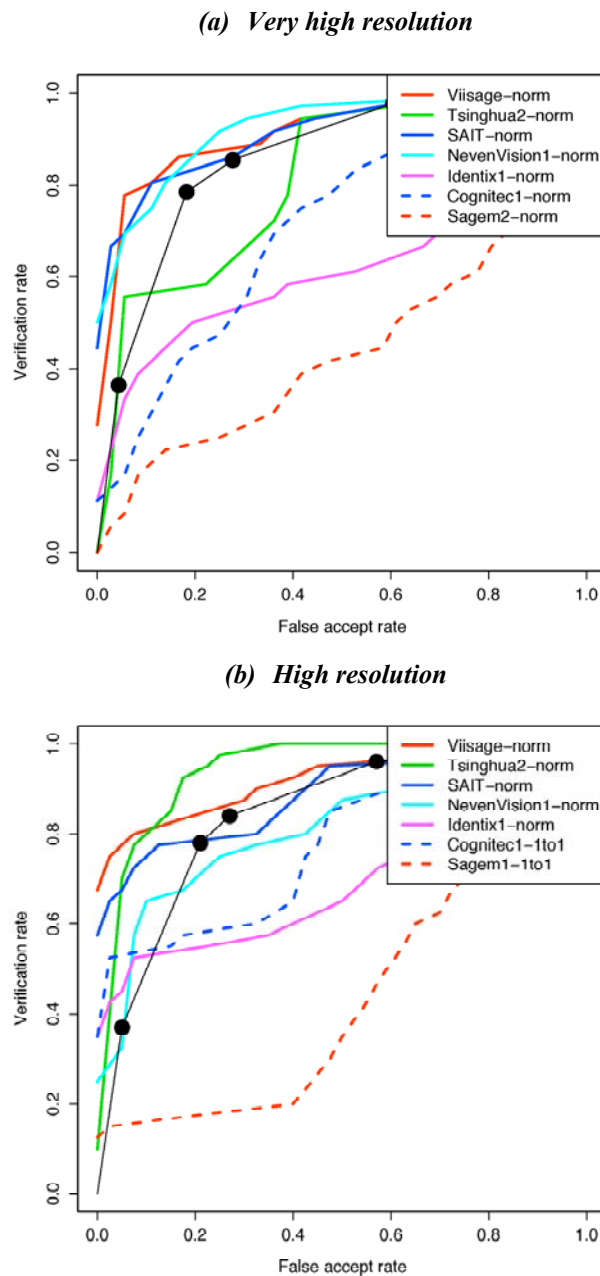 (a) Very high resolution
Verification rate
1.0
0.8
0.6
0.4
0.2
0.0
Viisage−norm
Tsinghua2−norm
SAIT−norm
NevenVision1−norm
Identix1−norm
Cognitec1−norm
Sagem2−norm
0.0 0.2 0.4 0.6 0.8 1.0
False accept rate
(b) High resolution
Verification rate
1.0
0.8
0.6
0.4
0.2
0.0
Viisage−norm
Tsinghua2−norm
SAIT−norm
NevenVision1−norm
Identix1−norm
Cognitec1−1to1
Sagem1−1to1
0.0 0.2 0.4 0.6 0.8 1.0
False accept rate